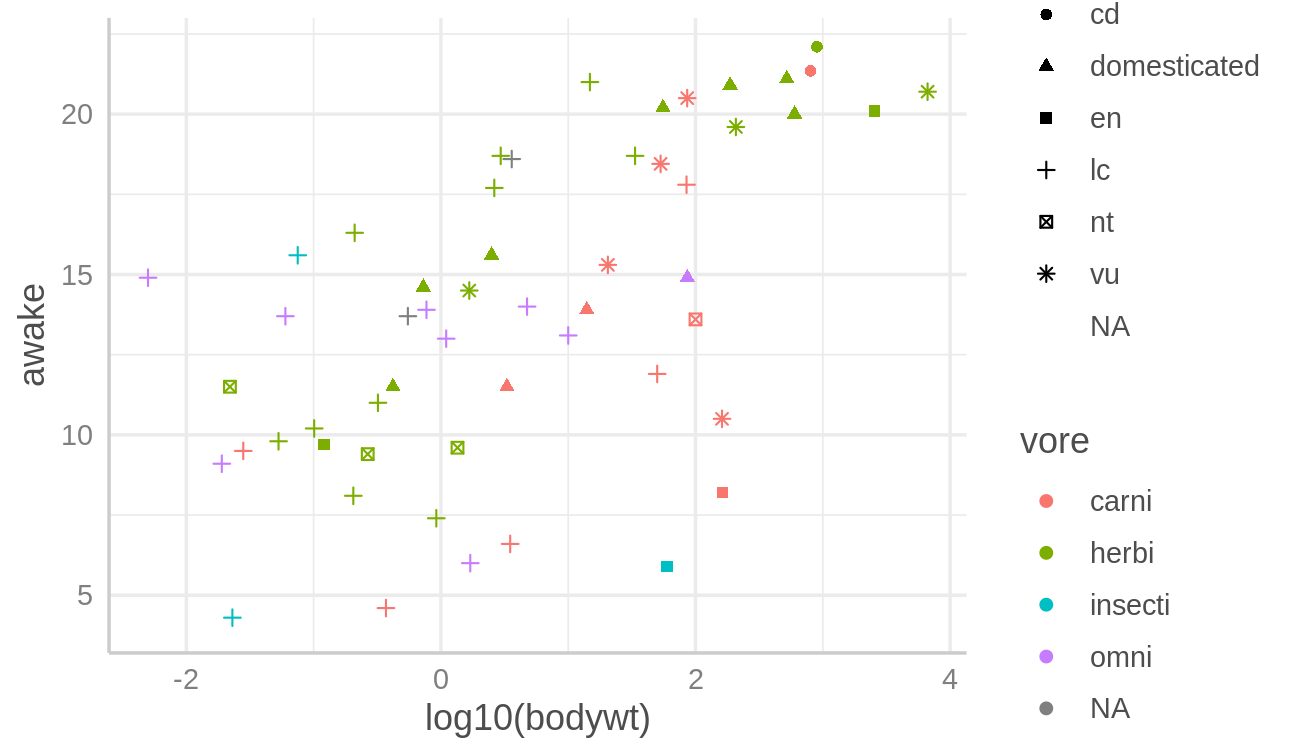 cd
domesticated
en
lc
nt
vu
NA
vore
carni
herbi
insecti
omni
NA
awake
20
15
10
5
-2 0 2 4
log10(bodywt)